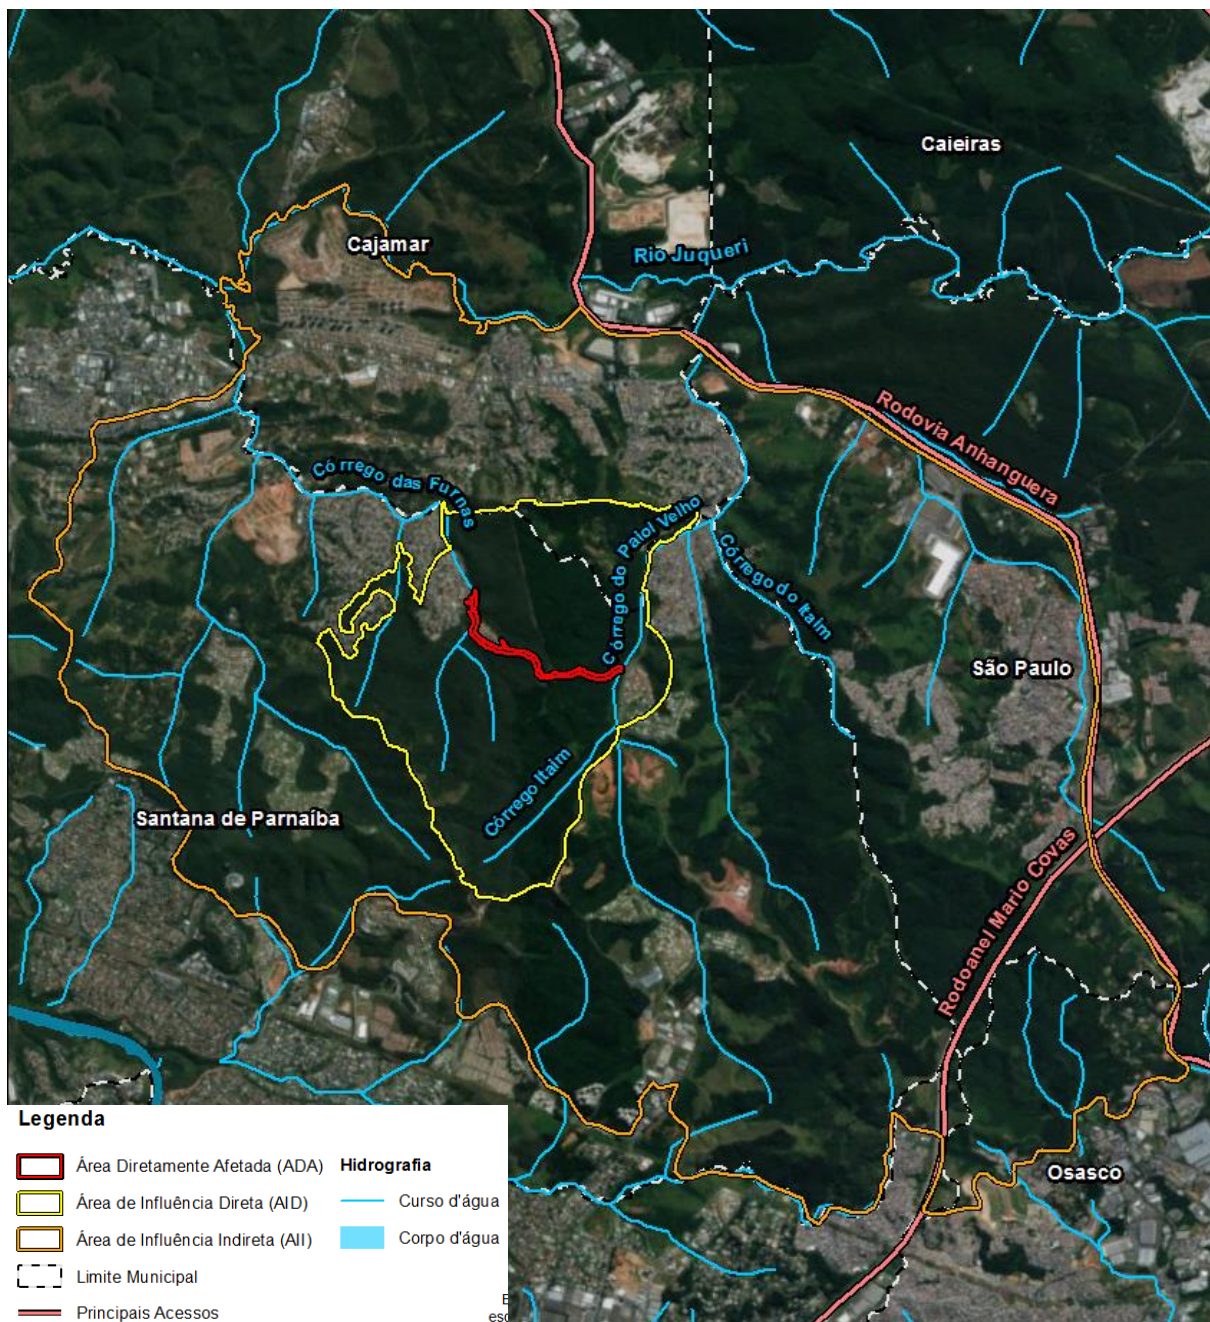 Caieiras
Cajamar
Rio Juqueri
Rodovia Anhanguera
Córrego das Furnas
Córrego do Paiol Velho
Córrego do Itaim
São Paulo
Córrego Itaim
Santana de Parnaíba
Rodoanel Mario Covas
Osasco
Legenda
Área Diretamente Afetada (ADA)
Área de Influência Direta (AID)
Área de Influência Indireta (AII)
Limite Municipal
Principais Acessos
Hidrografia
Curso d'água
Corpo d'água